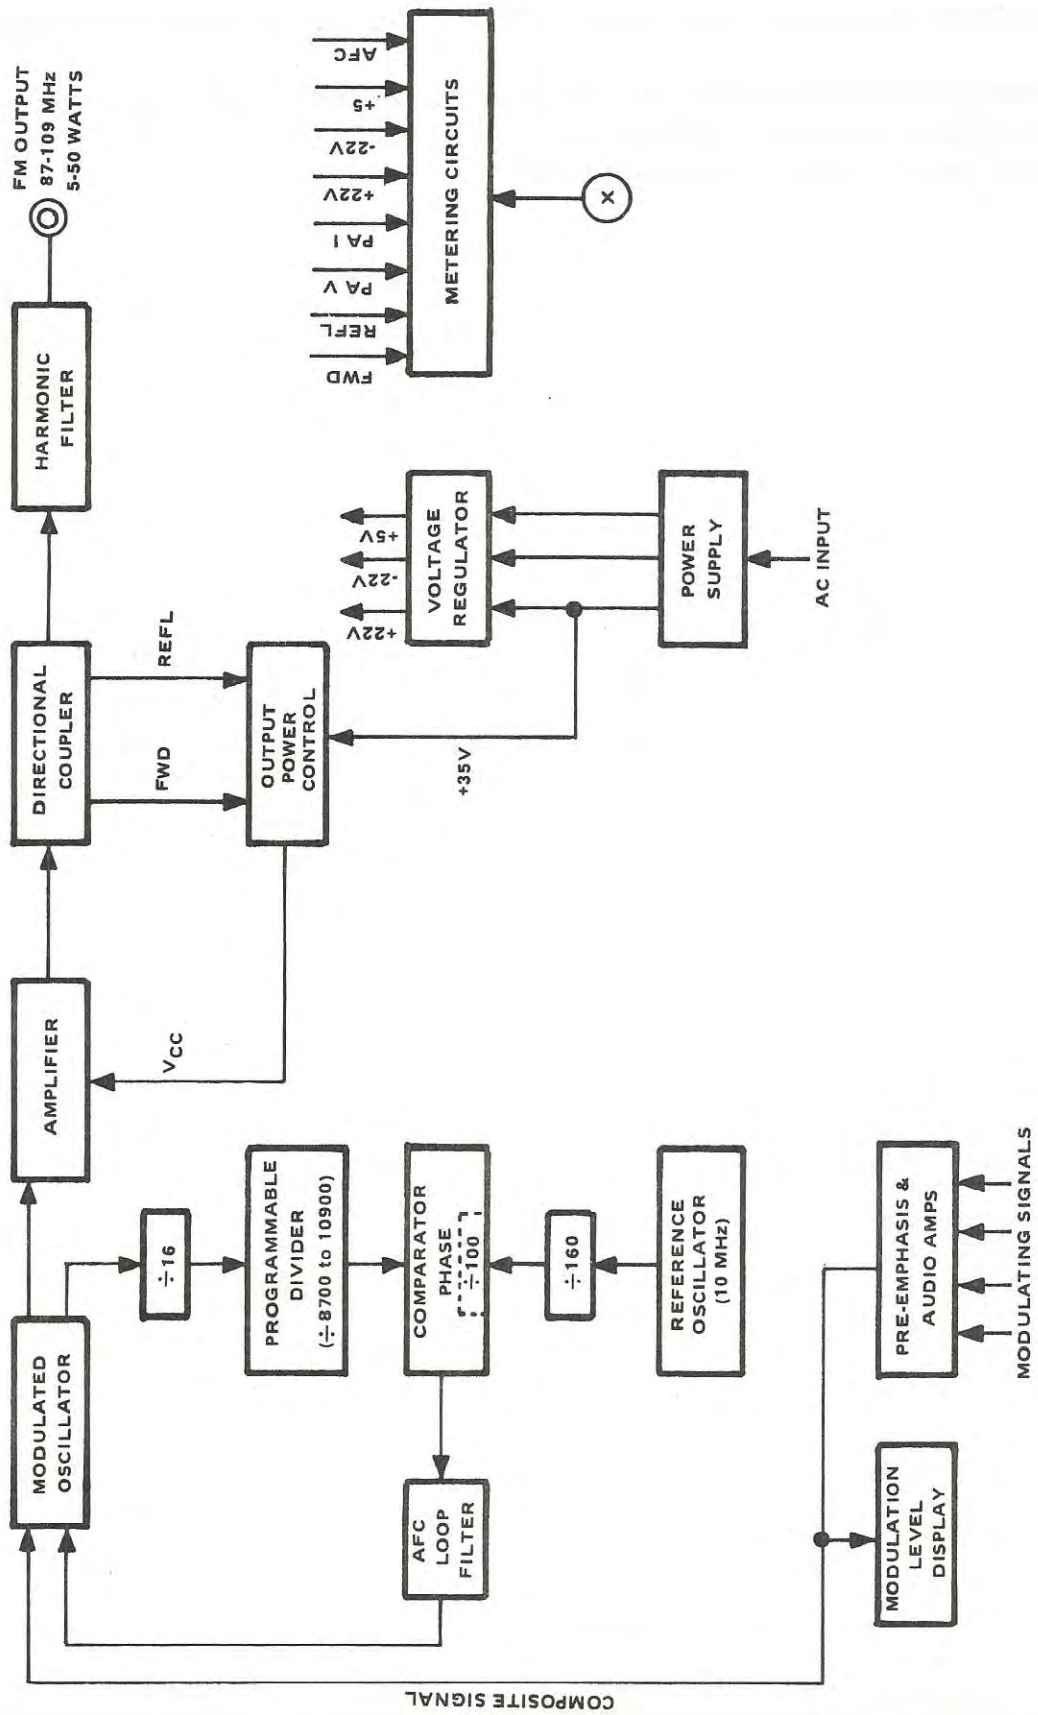 FM OUTPUT
87-109 MHz
5-50 WATTS
HARMONIC
FILTER
DIRECTIONAL
COUPLER
AMPLIFIER
MODULATED
OSCILLATOR
REFL
FWD
OUTPUT
POWER
CONTROL
VCC
+35V
÷16
PROGRAMMABLE
DIVIDER
(÷8700 to 10900)
COMPARATOR
PHASE
÷100
÷160
REFERENCE
OSCILLATOR
(10 MHz)
AFC
LOOP
FILTER
PRE-EMPHASIS &
AUDIO AMPS
MODULATING SIGNALS
MODULATION
LEVEL
DISPLAY
COMPOSITE SIGNAL
+22V
-22V
+5V
VOLTAGE
REGULATOR
POWER
SUPPLY
AC INPUT
FWD
REFL
PA V
PA I
+22V
-22V
+5
AFC
METERING CIRCUITS
X